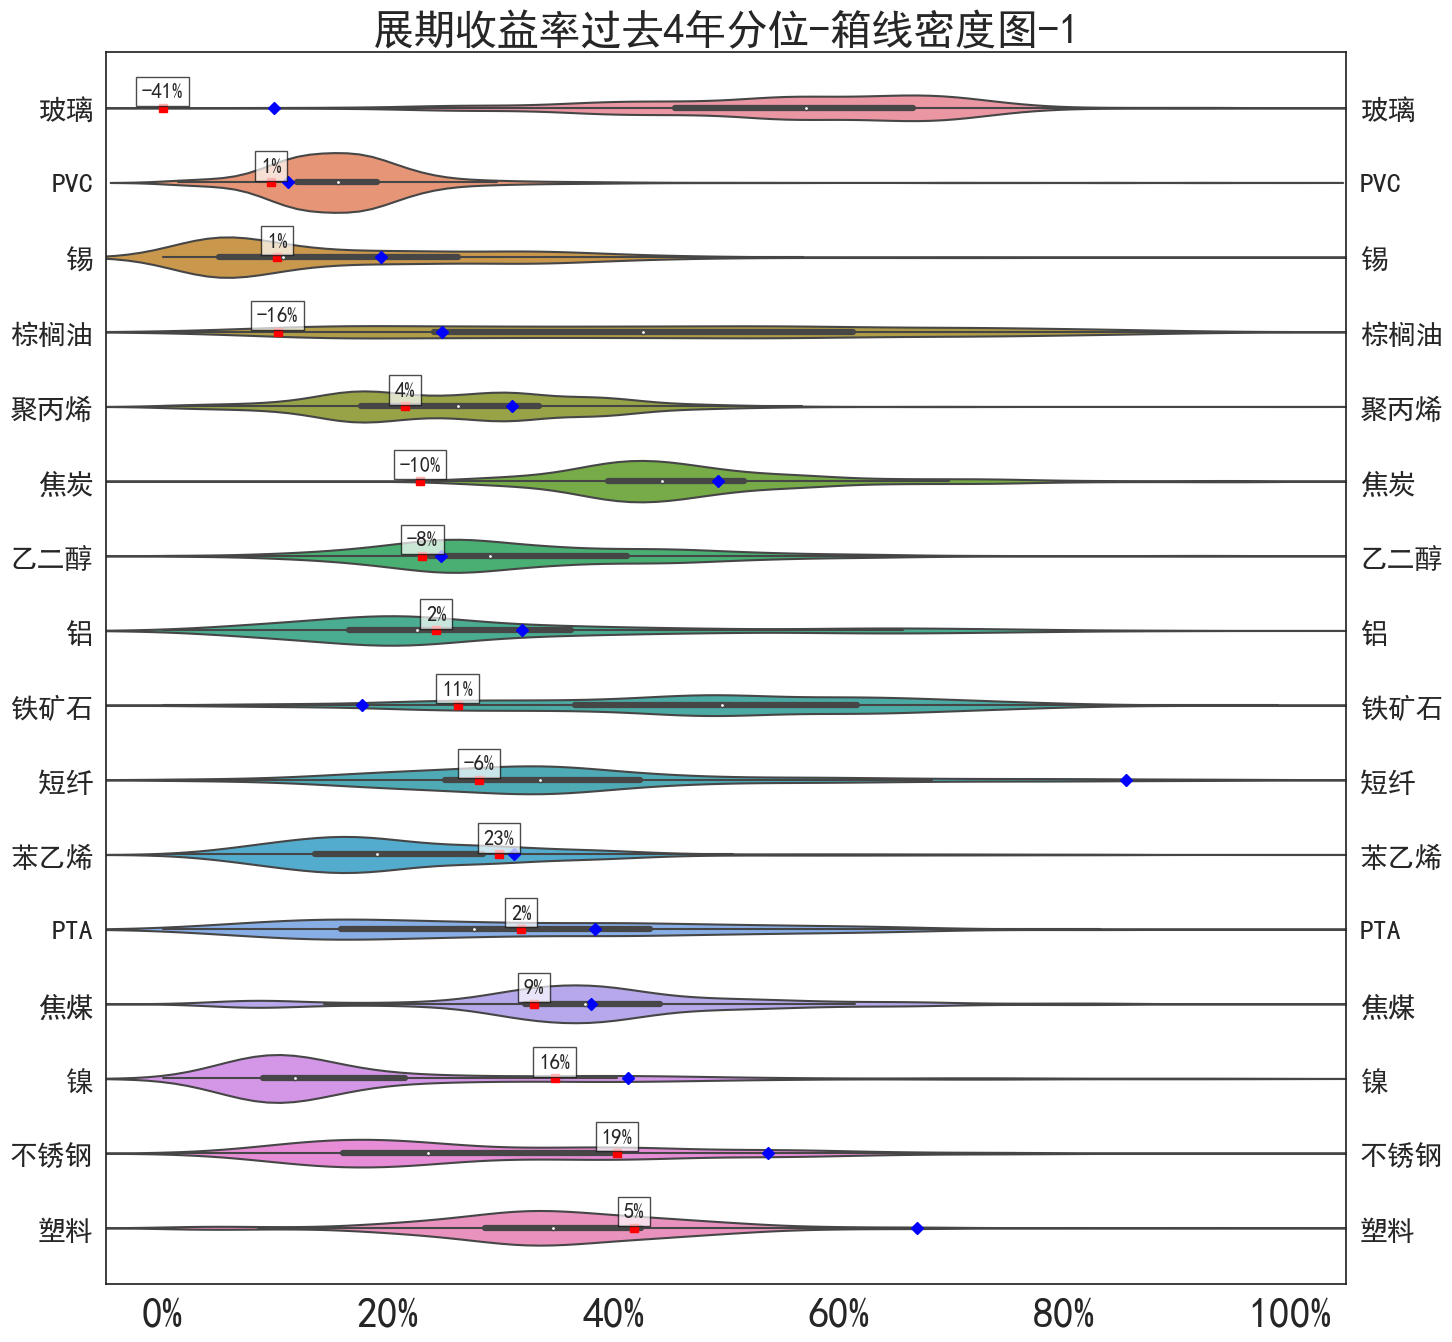 展期收益率过去4年分位-箱线密度图-1
玻璃 -41% 玻璃
PVC 1% PVC
锡 1% 锡
棕榈油 -16% 棕榈油
聚丙烯 4% 聚丙烯
焦炭 -10% 焦炭
乙二醇 -8% 乙二醇
铝 2% 铝
铁矿石 11% 铁矿石
短纤 -6% 短纤
苯乙烯 23% 苯乙烯
PTA 2% PTA
焦煤 9% 焦煤
镍 16% 镍
不锈钢 19% 不锈钢
塑料 5% 塑料
0% 20% 40% 60% 80% 100%